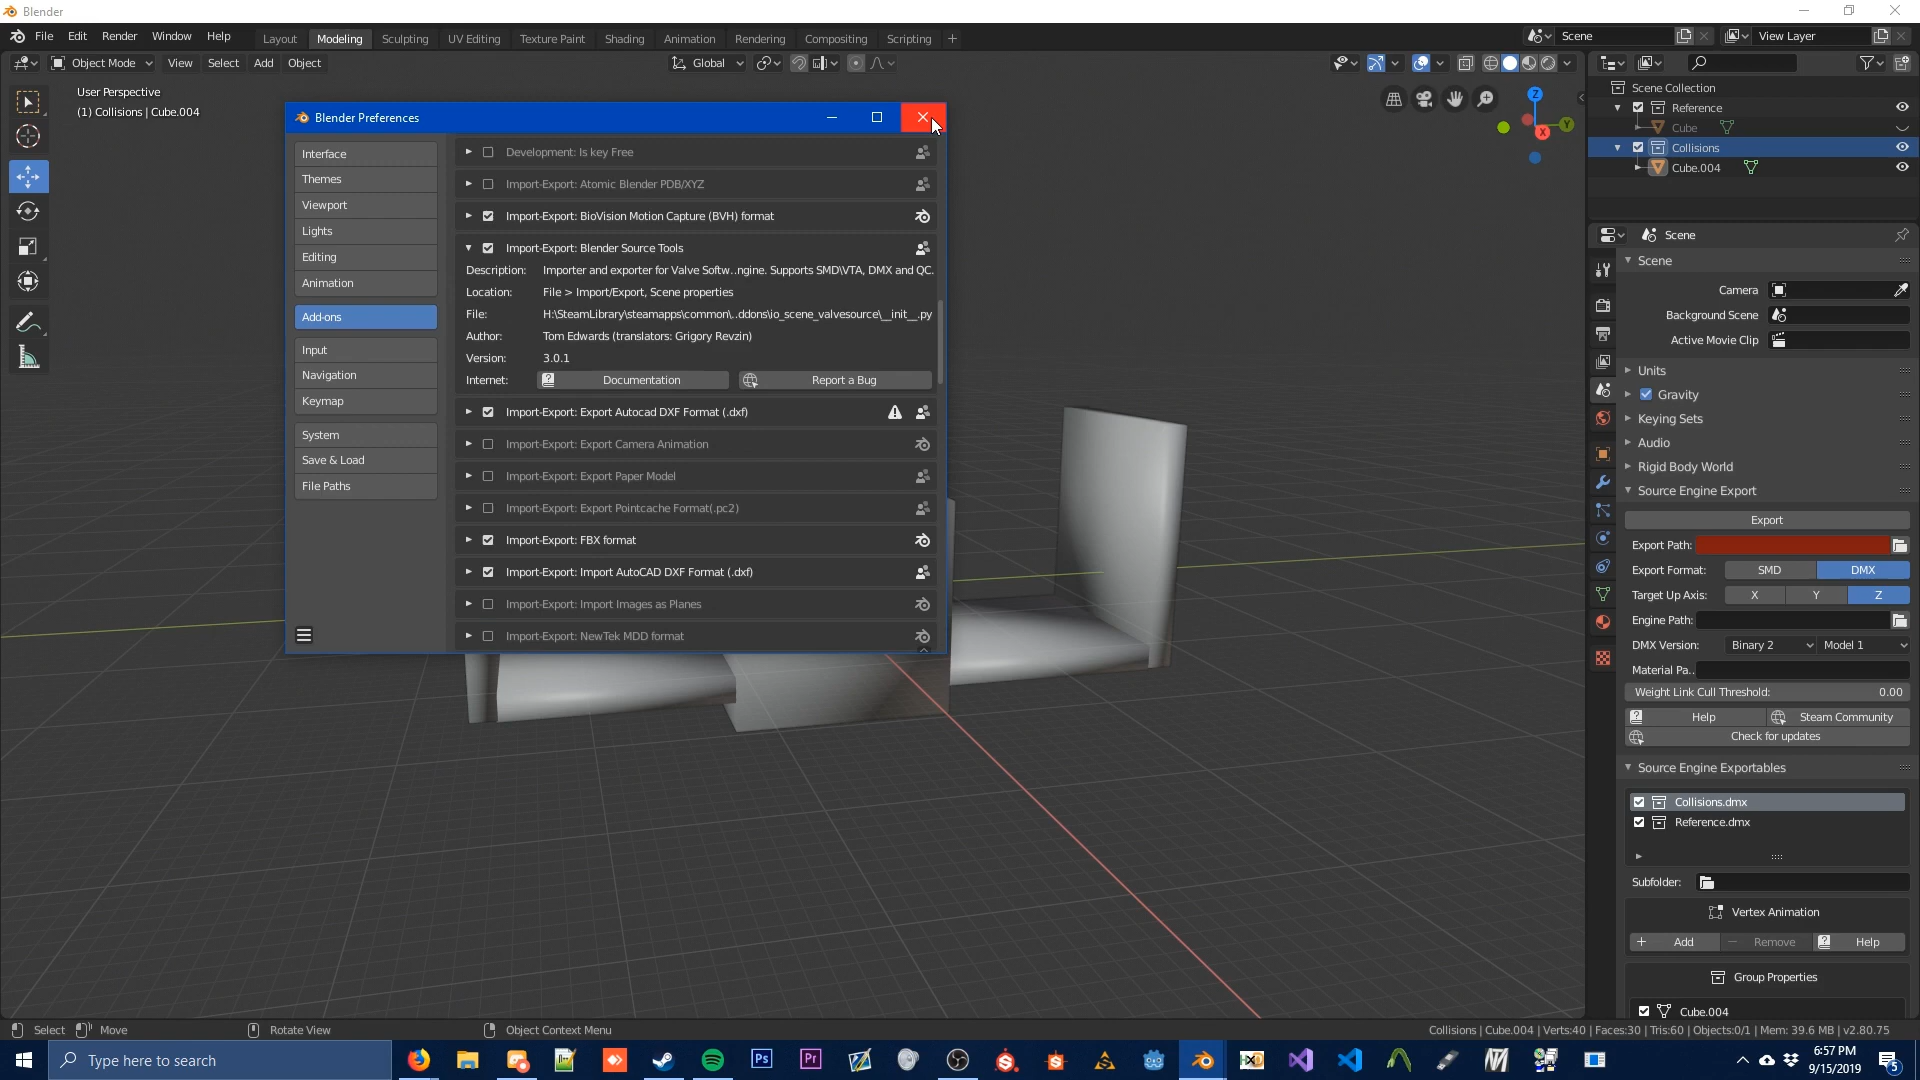 Blender
File Edit Render Window Help Layout Modeling Sculpting UV Editing Texture Paint Shading Animation Rendering Compositing Scripting + Scene View Layer
Object Mode View Select Add Object Global
User Perspective
(1) Collisions | Cube.004
Scene Collection
Reference
Cube
Collisions
Cube.004
Z
Y
X
Blender Preferences
Interface
Themes
Viewport
Lights
Editing
Animation
Add-ons
Input
Navigation
Keymap
System
Save & Load
File Paths
Development: Is key Free
Import-Export: Atomic Blender PDB/XYZ
Import-Export: BioVision Motion Capture (BVH) format
Import-Export: Blender Source Tools
Description: Importer and exporter for Valve Softw..ngine. Supports SMD\VTA, DMX and QC.
Location: File > Import/Export, Scene properties
File: H:\SteamLibrary\steamapps\common\..ddons\io_scene_valvesource\__init__.py
Author: Tom Edwards (translators: Grigory Revzin)
Version: 3.0.1
Internet: Documentation Report a Bug
Import-Export: Export Autocad DXF Format (.dxf)
Import-Export: Export Camera Animation
Import-Export: Export Paper Model
Import-Export: Export Pointcache Format(.pc2)
Import-Export: FBX format
Import-Export: Import AutoCAD DXF Format (.dxf)
Import-Export: Import Images as Planes
Import-Export: NewTek MDD format
Scene
Scene
Camera
Background Scene
Active Movie Clip
Units
Gravity
Keying Sets
Audio
Rigid Body World
Source Engine Export
Export
Export Path:
Export Format: SMD DMX
Target Up Axis: X Y Z
Engine Path:
DMX Version: Binary 2 Model 1
Material Pa..
Weight Link Cull Threshold: 0.00
Help Steam Community
Check for updates
Source Engine Exportables
Collisions.dmx
Reference.dmx
Subfolder:
Vertex Animation
Add Remove Help
Group Properties
Cube.004
Select Move Rotate View Object Context Menu Collisions | Cube.004 | Verts:40 | Faces:30 | Tris:60 | Objects:0/1 | Mem: 39.6 MB | v2.80.75
Type here to search
Ps
Pr
6:57 PM
9/15/2019
5